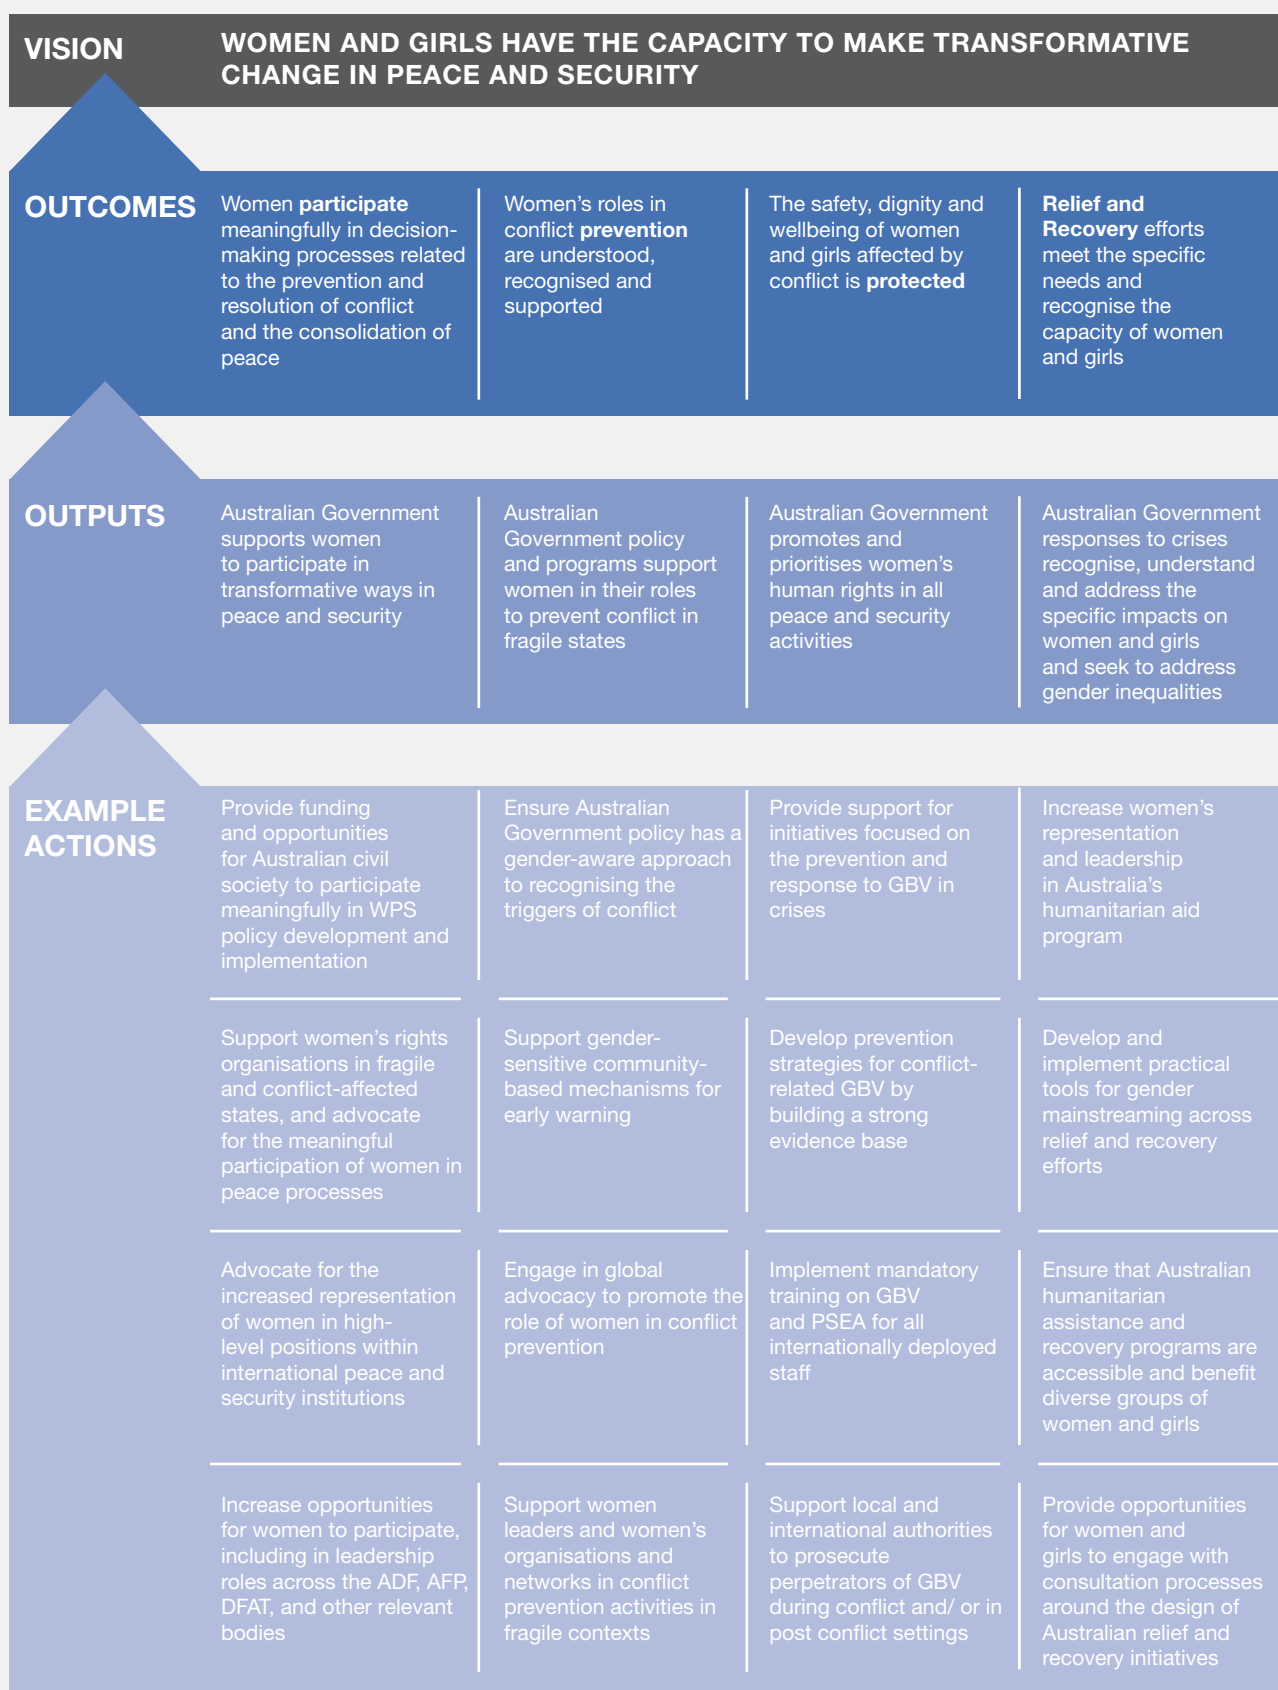 VISION
WOMEN AND GIRLS HAVE THE CAPACITY TO MAKE TRANSFORMATIVE
CHANGE IN PEACE AND SECURITY
OUTCOMES
Women participate
meaningfully in decision-
making processes related
to the prevention and
resolution of conflict
and the consolidation of
peace
Women's roles in
conflict prevention
are understood,
recognised and
supported
The safety, dignity and
wellbeing of women
and girls affected by
conflict is protected
Relief and
Recovery efforts
meet the specific
needs and
recognise the
capacity of women
and girls
OUTPUTS
Australian Government
supports women
to participate in
transformative ways in
peace and security
Australian
Government policy
and programs support
women in their roles
to prevent conflict in
fragile states
Australian Government
promotes and
prioritises women's
human rights in all
peace and security
activities
Australian Government
responses to crises
recognise, understand
and address the
specific impacts on
women and girls
and seek to address
gender inequalities
EXAMPLE
ACTIONS
Provide funding
and opportunities
for Australian civil
society to participate
meaningfully in WPS
policy development and
implementation
Ensure Australian
Government policy has a
gender-aware approach
to recognising the
triggers of conflict
Provide support for
initiatives focused on
the prevention and
response to GBV in
crises
Increase women's
representation
and leadership
in Australia's
humanitarian aid
program
Support women's rights
organisations in fragile
and conflict-affected
states, and advocate
for the meaningful
participation of women in
peace processes
Support gender-
sensitive community-
based mechanisms for
early warning
Develop prevention
strategies for conflict-
related GBV by
building a strong
evidence base
Develop and
implement practical
tools for gender
mainstreaming across
relief and recovery
efforts
Advocate for the
increased representation
of women in high-
level positions within
international peace and
security institutions
Engage in global
advocacy to promote the
role of women in conflict
prevention
Implement mandatory
training on GBV
and PSEA for all
internationally deployed
staff
Ensure that Australian
humanitarian
assistance and
recovery programs are
accessible and benefit
diverse groups of
women and girls
Increase opportunities
for women to participate,
including in leadership
roles across the ADF, AFP,
DFAT, and other relevant
bodies
Support women
leaders and women's
organisations and
networks in conflict
prevention activities in
fragile contexts
Support local and
international authorities
to prosecute
perpetrators of GBV
during conflict and/ or in
post conflict settings
Provide opportunities
for women and
girls to engage with
consultation processes
around the design of
Australian relief and
recovery initiatives